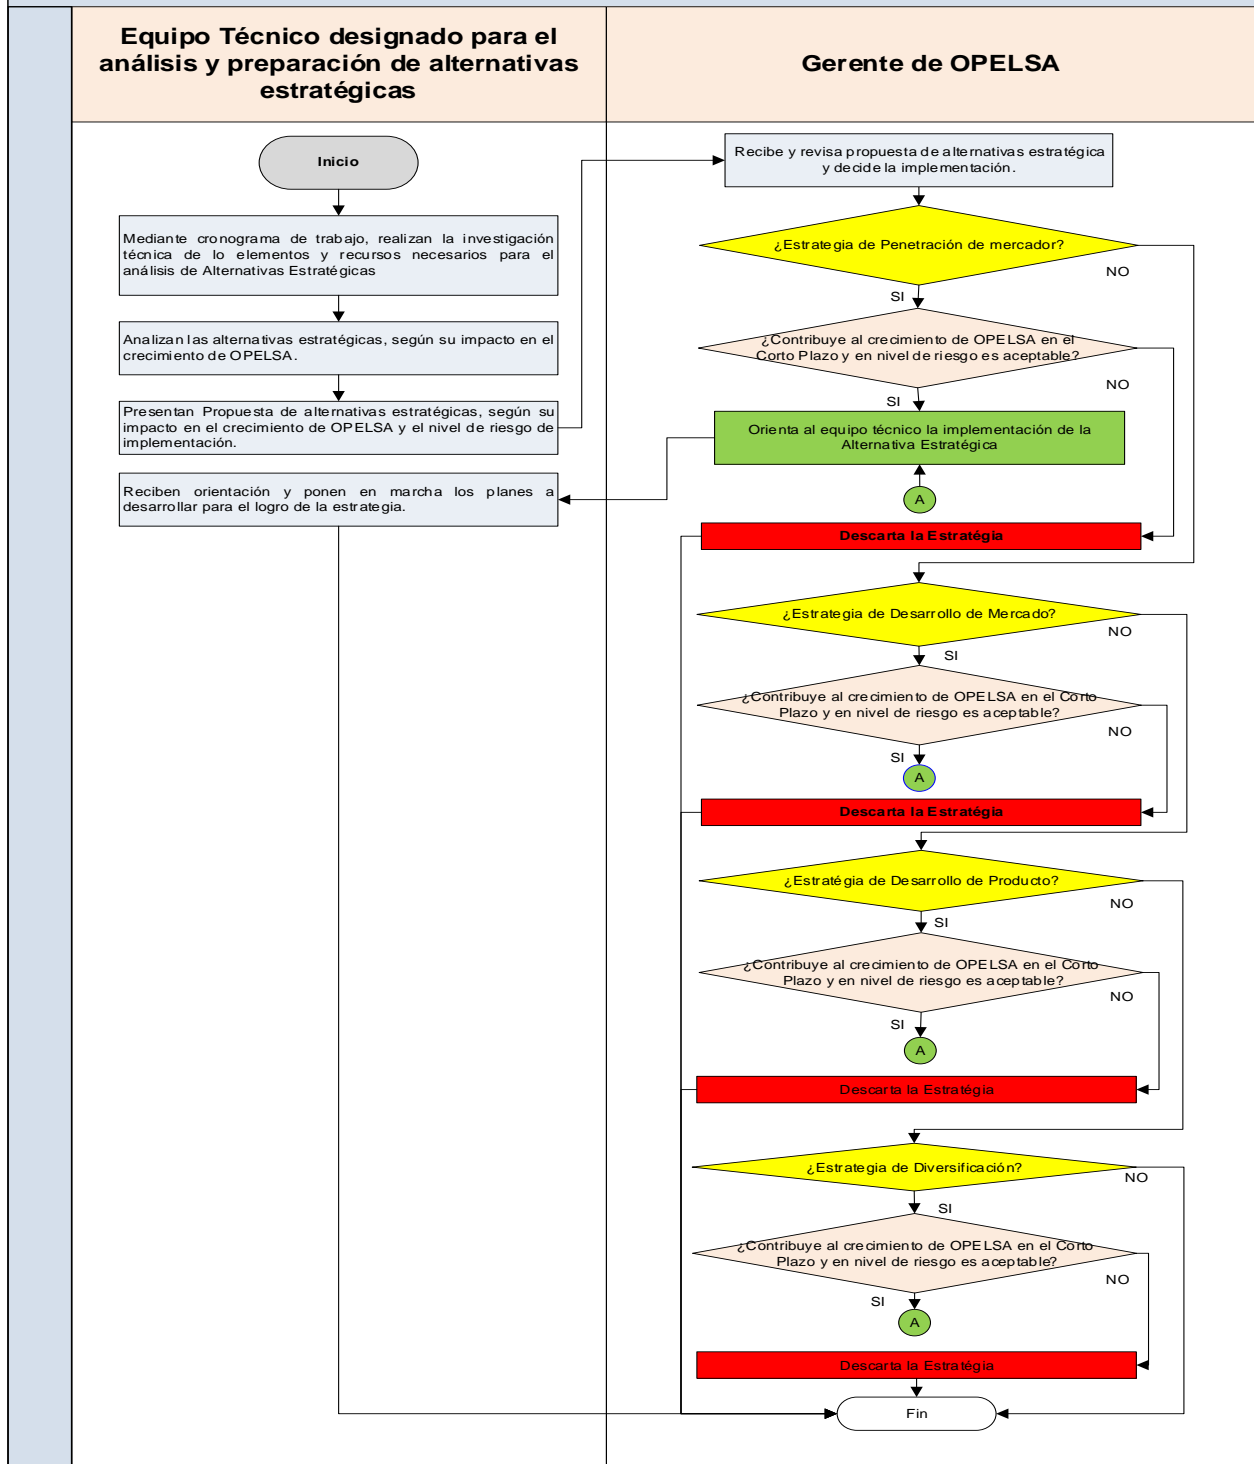 Equipo Técnico designado para el
análisis y preparación de alternativas
estratégicas
Gerente de OPELSA
Inicio
Mediante cronograma de trabajo, realizan la investigación
técnica de lo elementos y recursos necesarios para el
análisis de Alternativas Estratégicas
Analizan las alternativas estratégicas, según su impacto en el
crecimiento de OPELSA.
Presentan Propuesta de alternativas estratégicas, según su
impacto en el crecimiento de OPELSA y el nivel de riesgo de
implementación.
Reciben orientación y ponen en marcha los planes a
desarrollar para el logro de la estrategia.
Recibe y revisa propuesta de alternativas estratégica
y decide la implementación.
¿Estrategia de Penetración de mercador?
NO
SI
¿Contribuye al crecimiento de OPELSA en el
Corto Plazo y en nivel de riesgo es aceptable?
NO
SI
Orienta al equipo técnico la implementación de la
Alternativa Estratégica
A
Descarta la Estratégia
¿Estrategia de Desarrollo de Mercado?
NO
SI
¿Contribuye al crecimiento de OPELSA en el Corto
Plazo y en nivel de riesgo es aceptable?
NO
SI
A
Descarta la Estratégia
¿Estratégia de Desarrollo de Producto?
NO
SI
¿Contribuye al crecimiento de OPELSA en el Corto
Plazo y en nivel de riesgo es aceptable?
NO
SI
A
Descarta la Estratégia
¿Estrategia de Diversificación?
NO
SI
¿Contribuye al crecimiento de OPELSA en el Corto
Plazo y en nivel de riesgo es aceptable?
NO
SI
A
Descarta la Estratégia
Fin